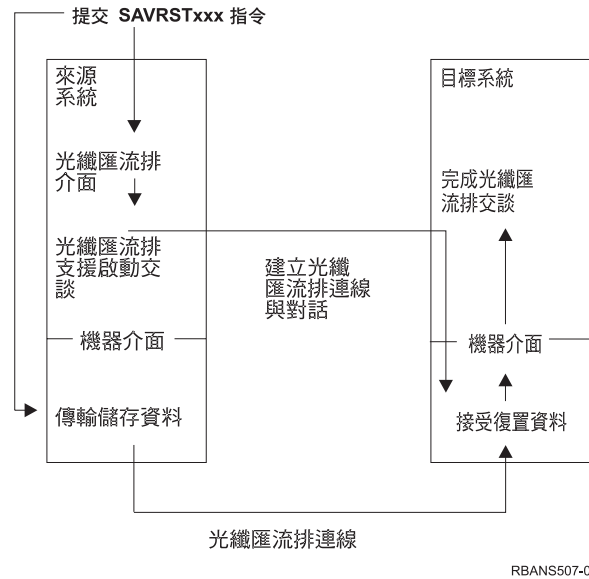 提交 SAVRSTxxx 指令
來源
系統
光纖匯流排
介面
光纖匯流排
支援啟動交
談
機器介面
傳輸儲存資料
建立光纖
匯流排連線
與對話
目標系統
完成光纖匯
流排交談
機器介面
接受復置資料
光纖匯流排連線
RBANS507-0